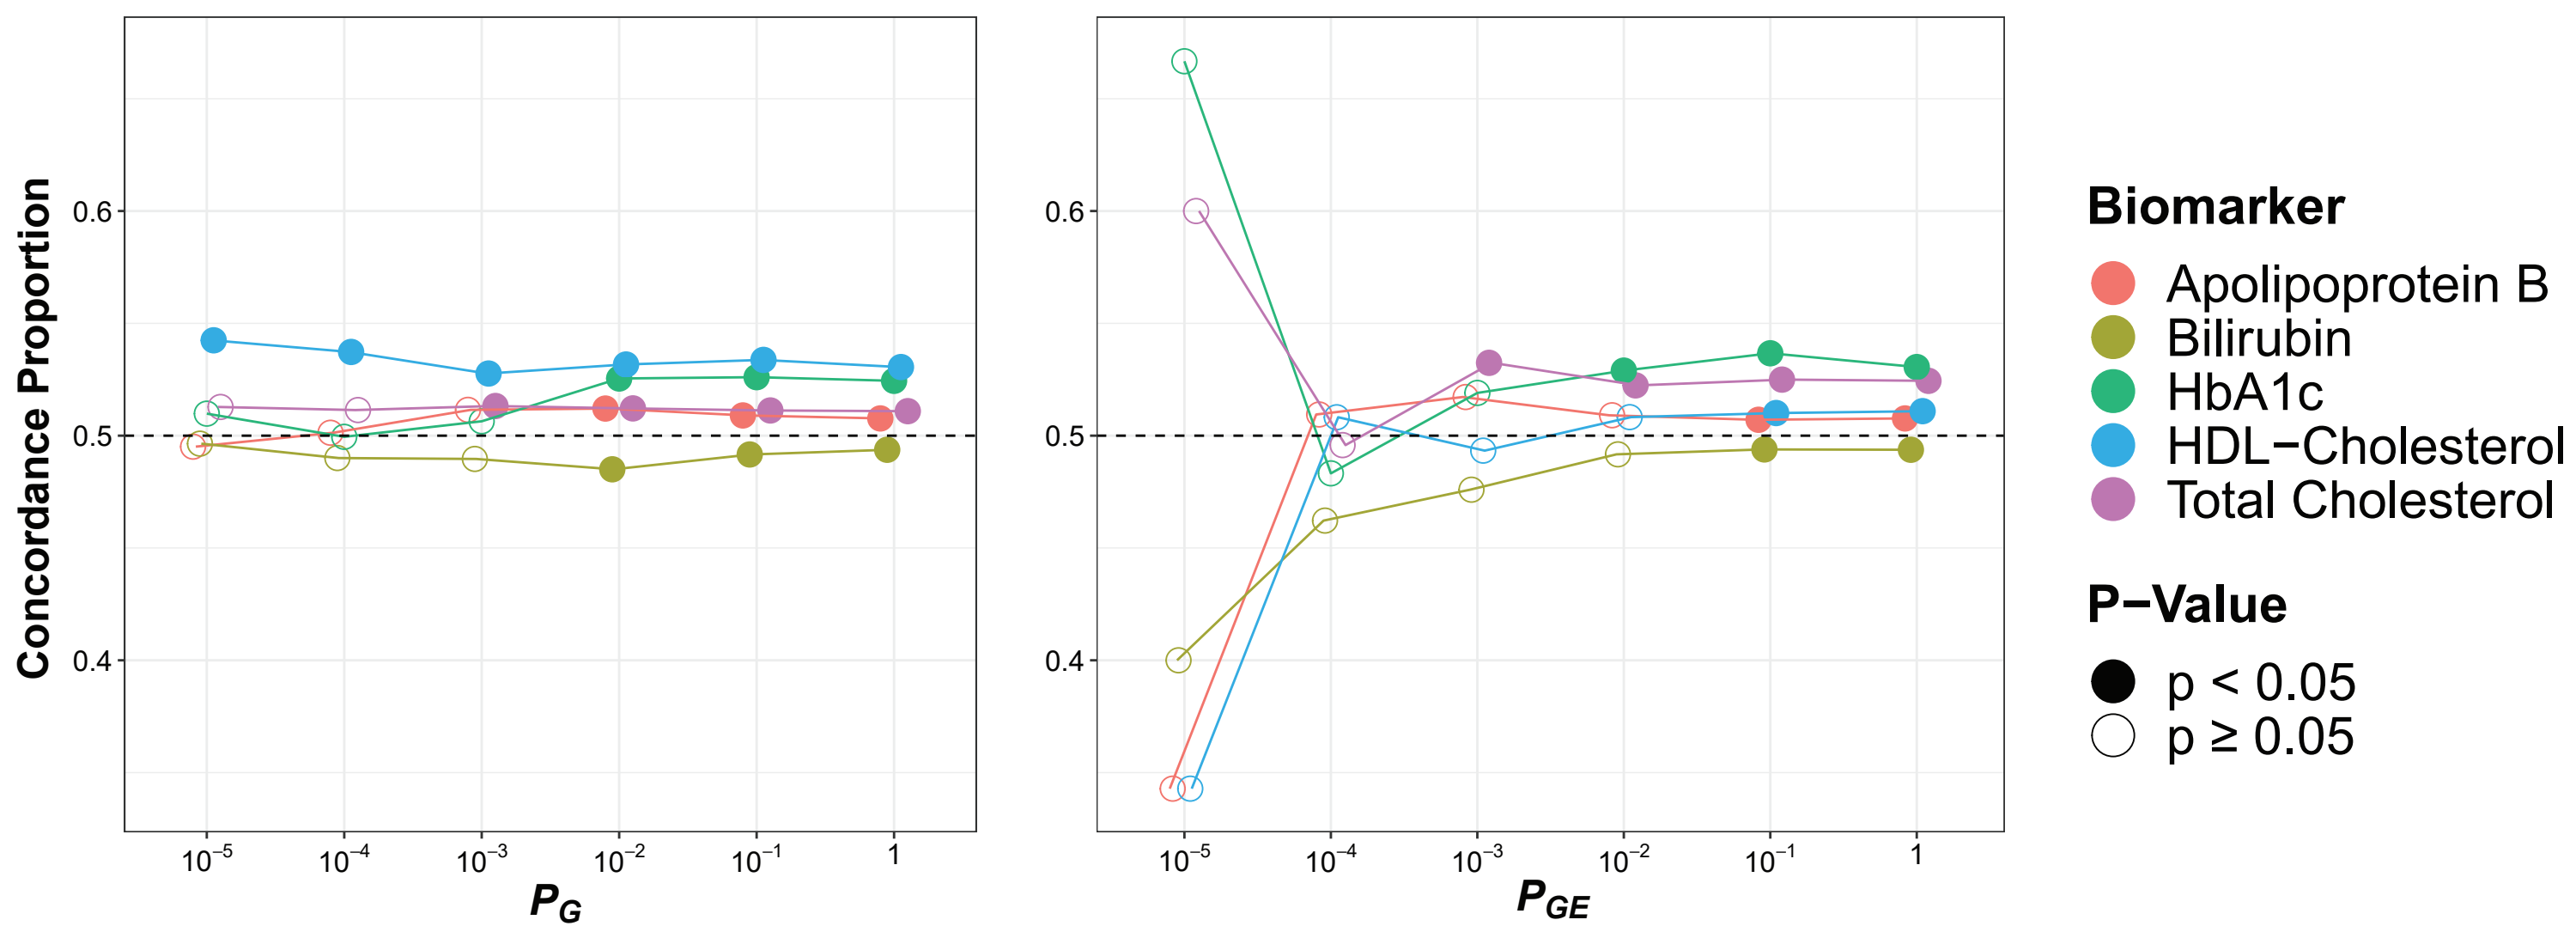 Concordance Proportion
0.6
0.5
0.4
10⁻⁵ 10⁻⁴ 10⁻³ 10⁻² 10⁻¹ 1
P_G
0.6
0.5
0.4
10⁻⁵ 10⁻⁴ 10⁻³ 10⁻² 10⁻¹ 1
P_GE
Biomarker
Apolipoprotein B
Bilirubin
HbA1c
HDL−Cholesterol
Total Cholesterol
P−Value
p < 0.05
p ≥ 0.05